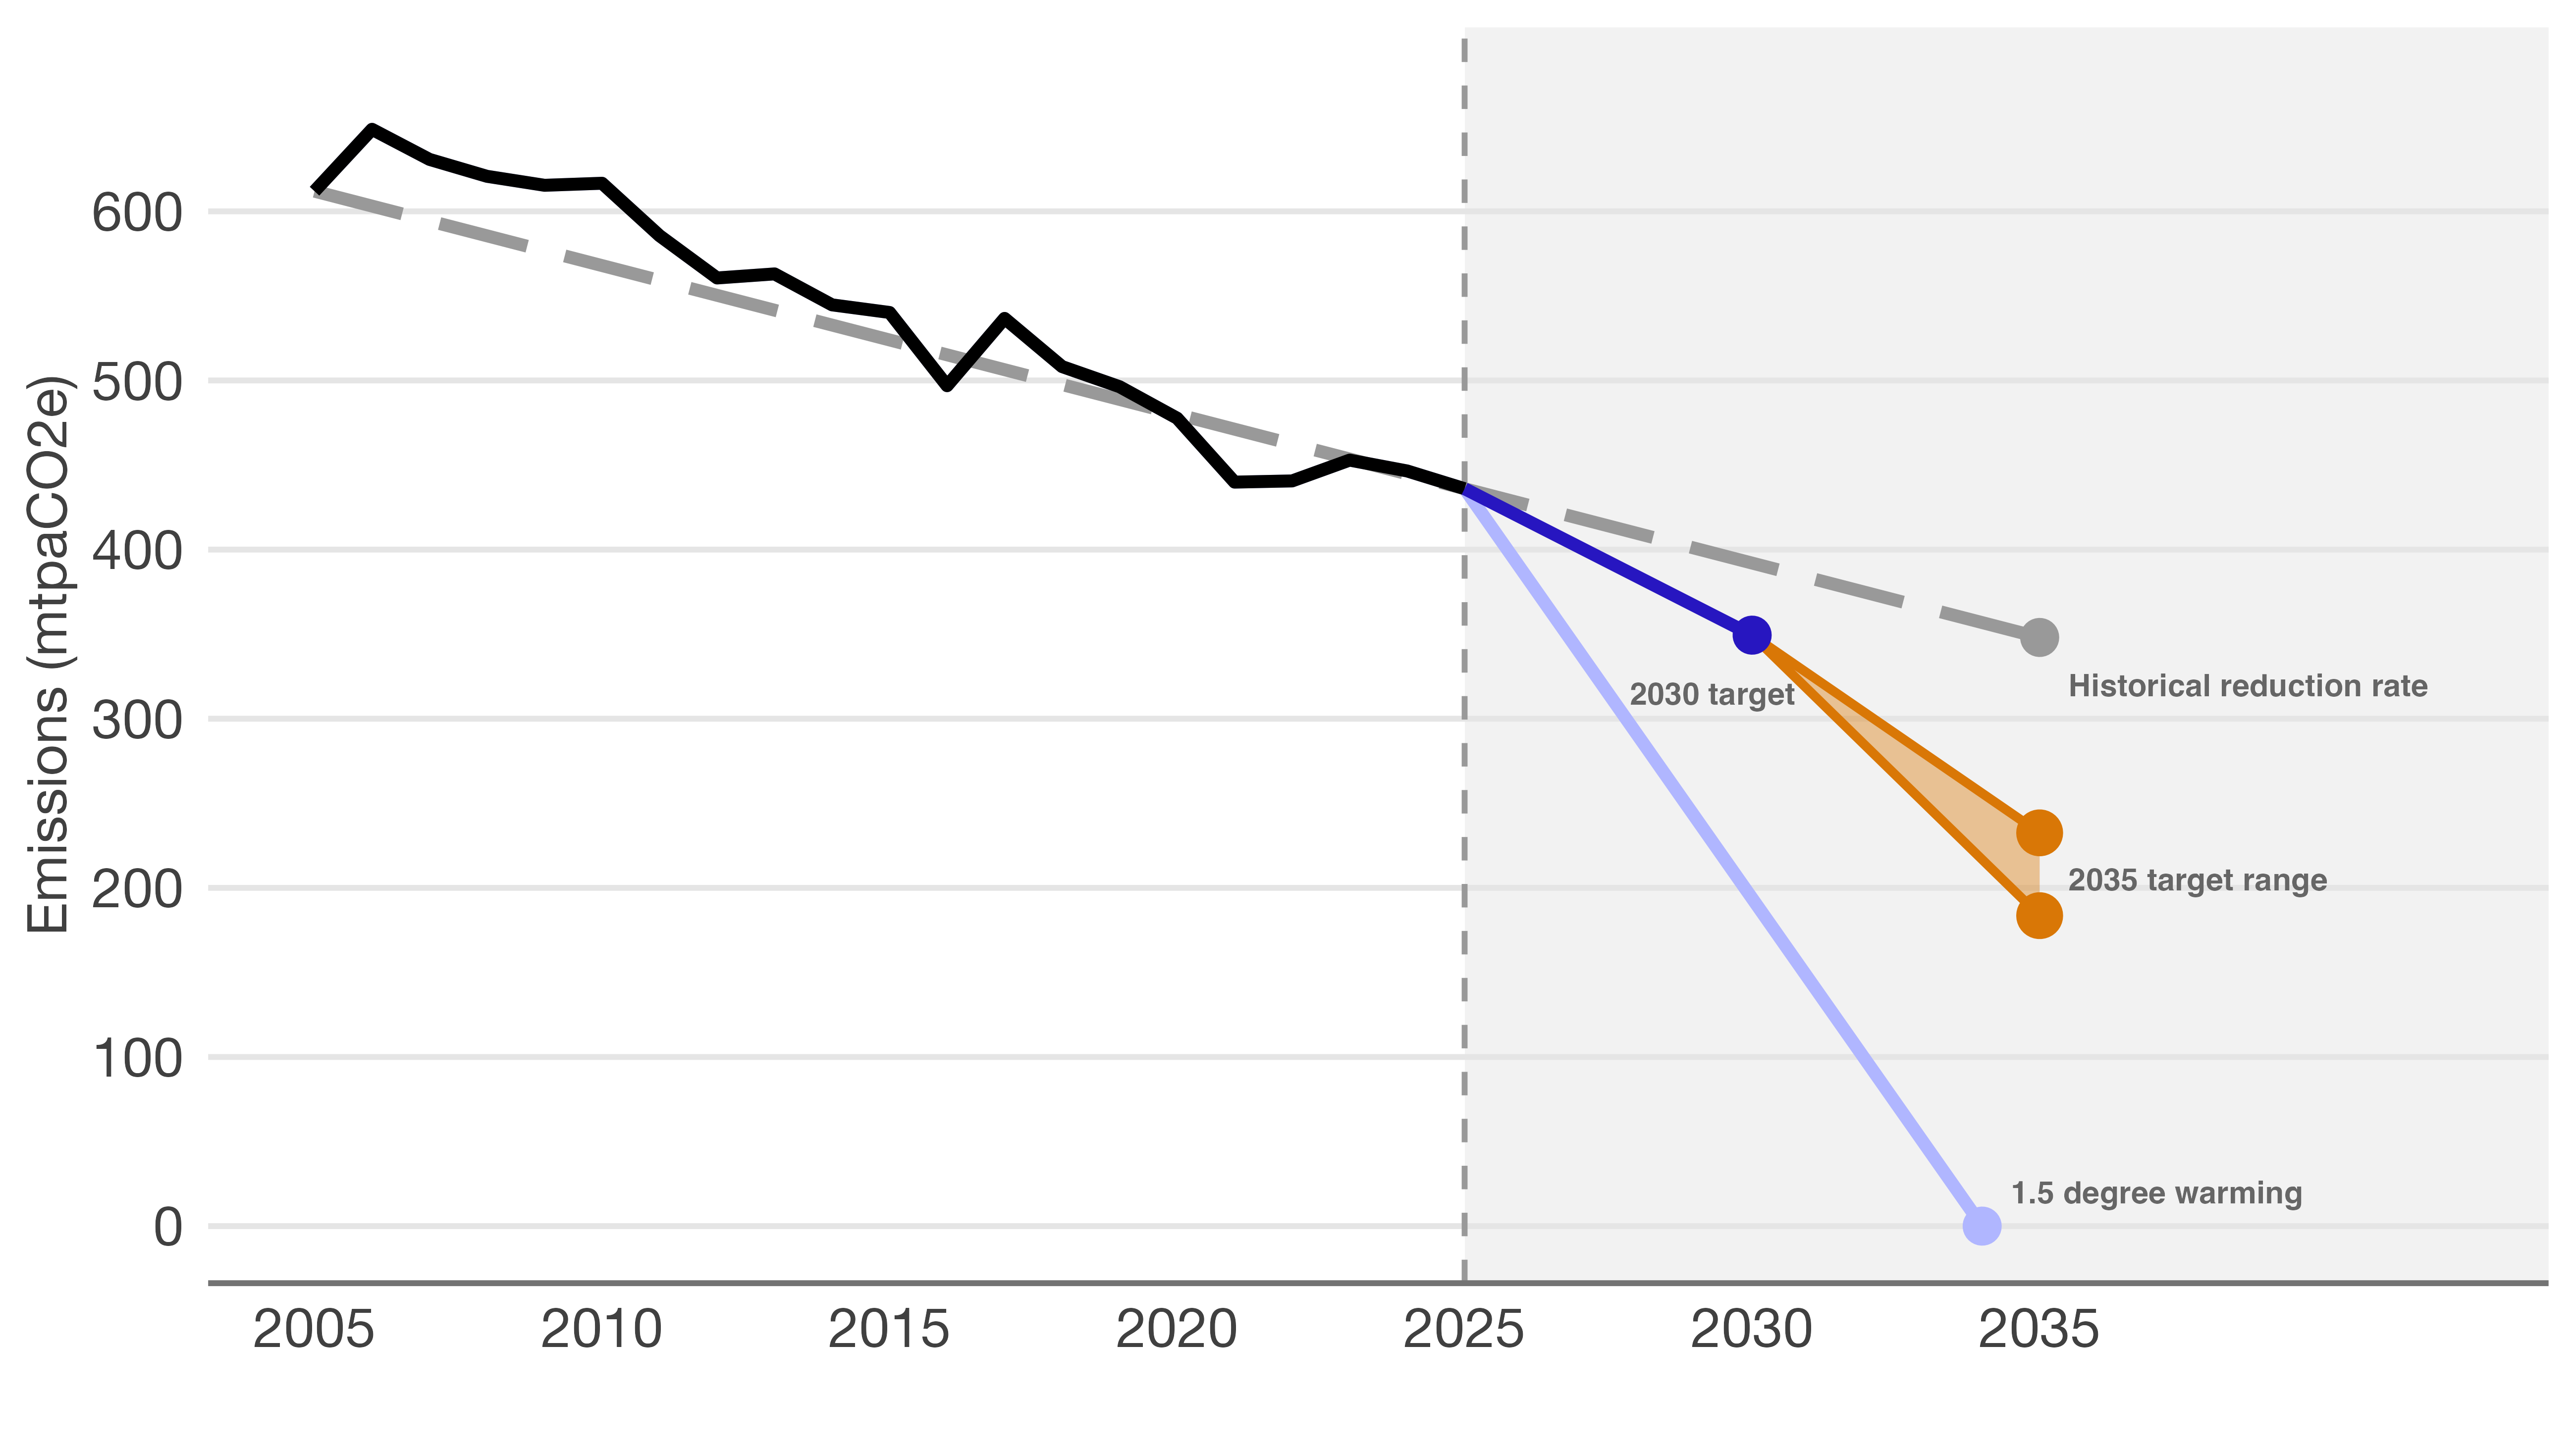 Emissions (mtpaCO2e)
600
500
400
300
200
100
0
2030 target
Historical reduction rate
2035 target range
1.5 degree warming
2005 2010 2015 2020 2025 2030 2035